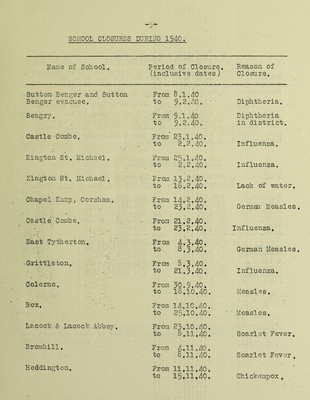 -5-
SCHOOL CLOSURES DURING 1940.
Name of School. Period of Closure. Reason of
(inclusive dates) Closure.
Sutton Benger and Sutton From 8.1.40
Benger evacuee. to 9.2.40. Diphtheria.
Seagry. From 9.1.40 Diphtheria
to 9.2.40. in district.
Castle Combe. From 23.1.40.
to 2.2.40. Influenza.
Kington St. Michael. From 25.1.40.
to 2.2.40. Influenza.
Kington St. Michael. From 13.2.40.
to 16.2.40. Lack of water.
Chapel Knap, Corsham. From 14.2.40.
to 23.2.40. German Measles.
Castle Combe. From 21.2.40.
to 23.2.40. Influenza.
East Tytherton. From 4.3.40.
to 8.3.40. German Measles.
Grittleton. From 8.3.40.
to 21.3.40. Influenza.
Colerne. From 30.9.40.
to 18.10.40. Measles.
Box. From 14.10.40.
to 25.10.40. Measles.
Lacock & Lacock Abbey. From 23.10.40.
to 8.11.40. Scarlet Fever.
Bromhill. From 4.11.40.
to 8.11.40. Scarlet Fever.
Heddington. From 11.11.40.
to 15.11.40. Chickenpox.